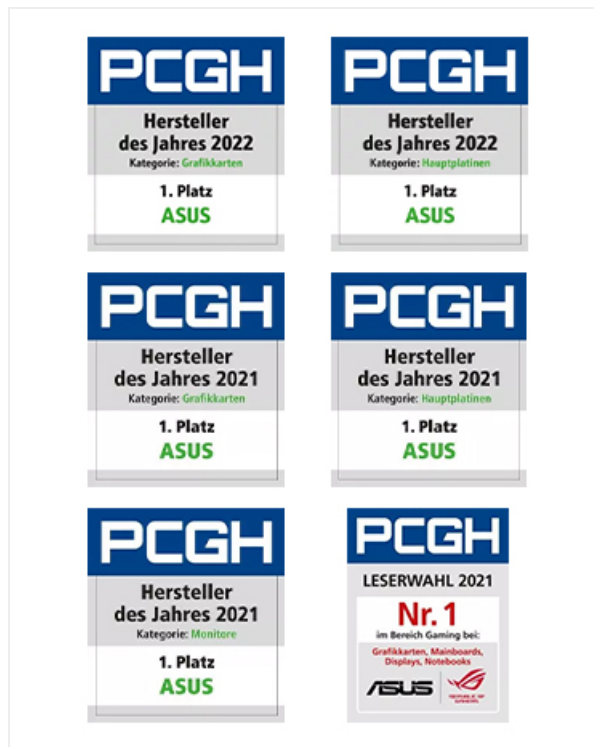 PCGH
Hersteller
des Jahres 2022
Kategorie: Grafikkarten
1. Platz
ASUS
PCGH
Hersteller
des Jahres 2022
Kategorie: Hauptplatinen
1. Platz
ASUS
PCGH
Hersteller
des Jahres 2021
Kategorie: Grafikkarten
1. Platz
ASUS
PCGH
Hersteller
des Jahres 2021
Kategorie: Hauptplatinen
1. Platz
ASUS
PCGH
Hersteller
des Jahres 2021
Kategorie: Monitore
1. Platz
ASUS
PCGH
LESERWAHL 2021
Nr. 1
im Bereich Gaming bei:
Grafikkarten, Mainboards,
Displays, Notebooks
ASUS
REPUBLIC OF
GAMERS